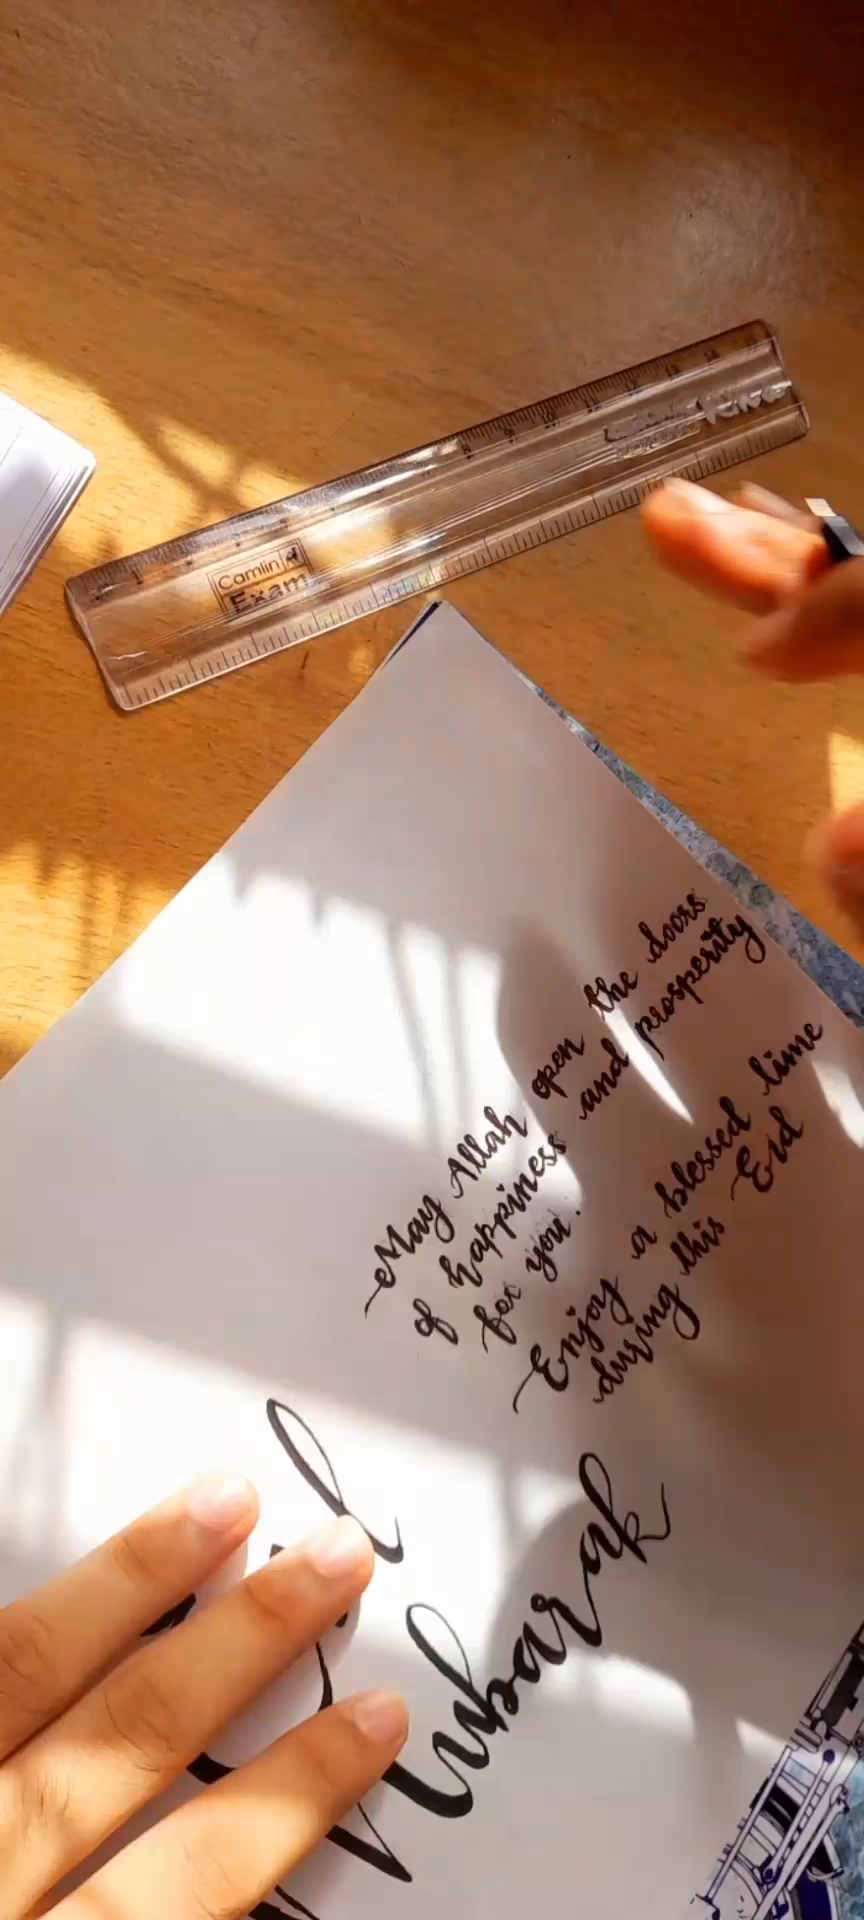 Camlin
Exam
May Allah open the doors
of happiness and prosperity
for you.
Enjoy a blessed time
during this Eid
Mubarak